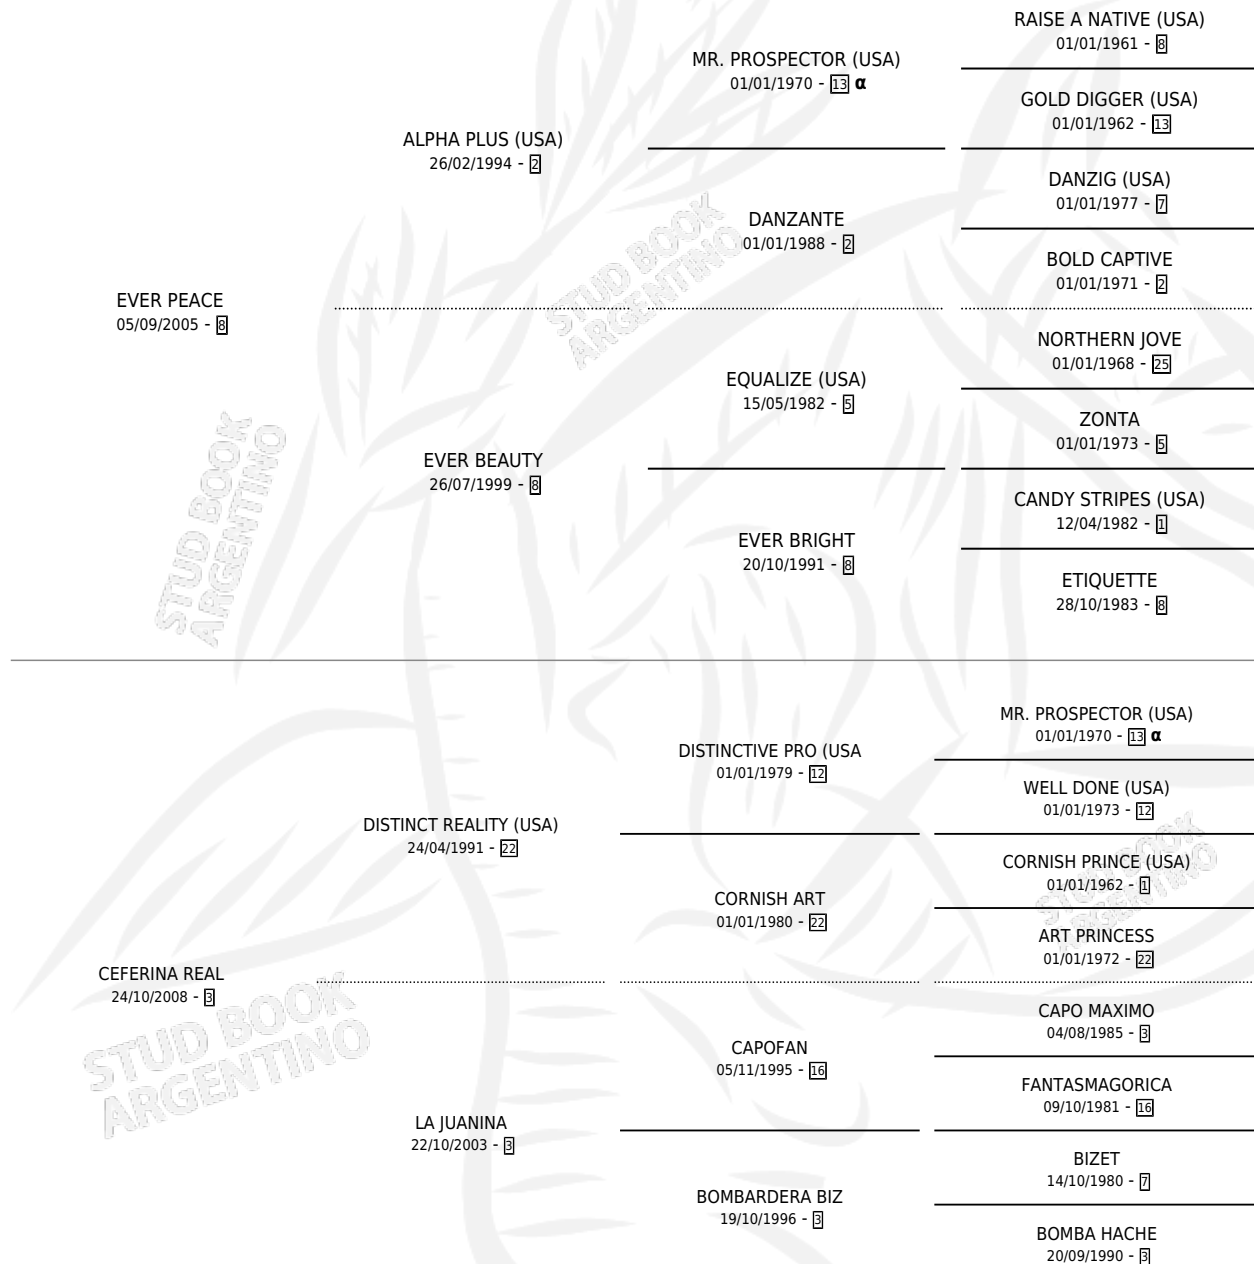 RAISE A NATIVE (USA)
01/01/1961 - 8
MR. PROSPECTOR (USA)
01/01/1970 - 13 α
GOLD DIGGER (USA)
01/01/1962 - 13
ALPHA PLUS (USA)
26/02/1994 - 2
DANZIG (USA)
01/01/1977 - 7
DANZANTE
01/01/1988 - 2
BOLD CAPTIVE
01/01/1971 - 2
EVER PEACE
05/09/2005 - 8
NORTHERN JOVE
01/01/1968 - 25
EQUALIZE (USA)
15/05/1982 - 5
ZONTA
01/01/1973 - 5
EVER BEAUTY
26/07/1999 - 8
CANDY STRIPES (USA)
12/04/1982 - 1
EVER BRIGHT
20/10/1991 - 8
ETIQUETTE
28/10/1983 - 8
STUD BOOK
ARGENTINO
STUD BOOK
ARGENTINO
MR. PROSPECTOR (USA)
01/01/1970 - 13 α
DISTINCTIVE PRO (USA
01/01/1979 - 12
WELL DONE (USA)
01/01/1973 - 12
DISTINCT REALITY (USA)
24/04/1991 - 22
CORNISH PRINCE (USA)
01/01/1962 - 1
CORNISH ART
01/01/1980 - 22
ART PRINCESS
01/01/1972 - 22
CEFERINA REAL
24/10/2008 - 3
CAPO MAXIMO
04/08/1985 - 3
CAPOFAN
05/11/1995 - 16
FANTASMAGORICA
09/10/1981 - 16
LA JUANINA
22/10/2003 - 3
BIZET
14/10/1980 - 7
BOMBARDERA BIZ
19/10/1996 - 3
BOMBA HACHE
20/09/1990 - 3
STUD BOOK
ARGENTINO
STUD BOOK
ARGENTINO